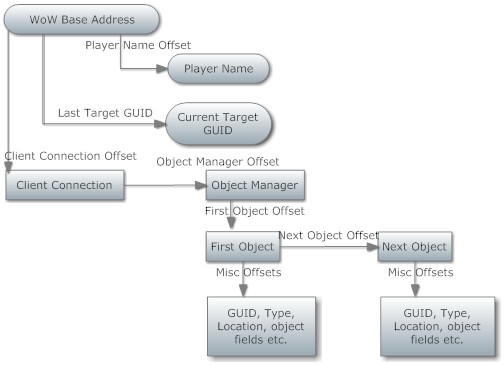 WoW Base Address
Player Name Offset
Player Name
Last Target GUID
Current Target
GUID
Client Connection Offset
Object Manager Offset
Client Connection
Object Manager
First Object Offset
Next Object Offset
First Object
Next Object
Misc Offsets
Misc Offsets
GUID, Type,
Location, object
fields etc.
GUID, Type,
Location, object
fields etc.